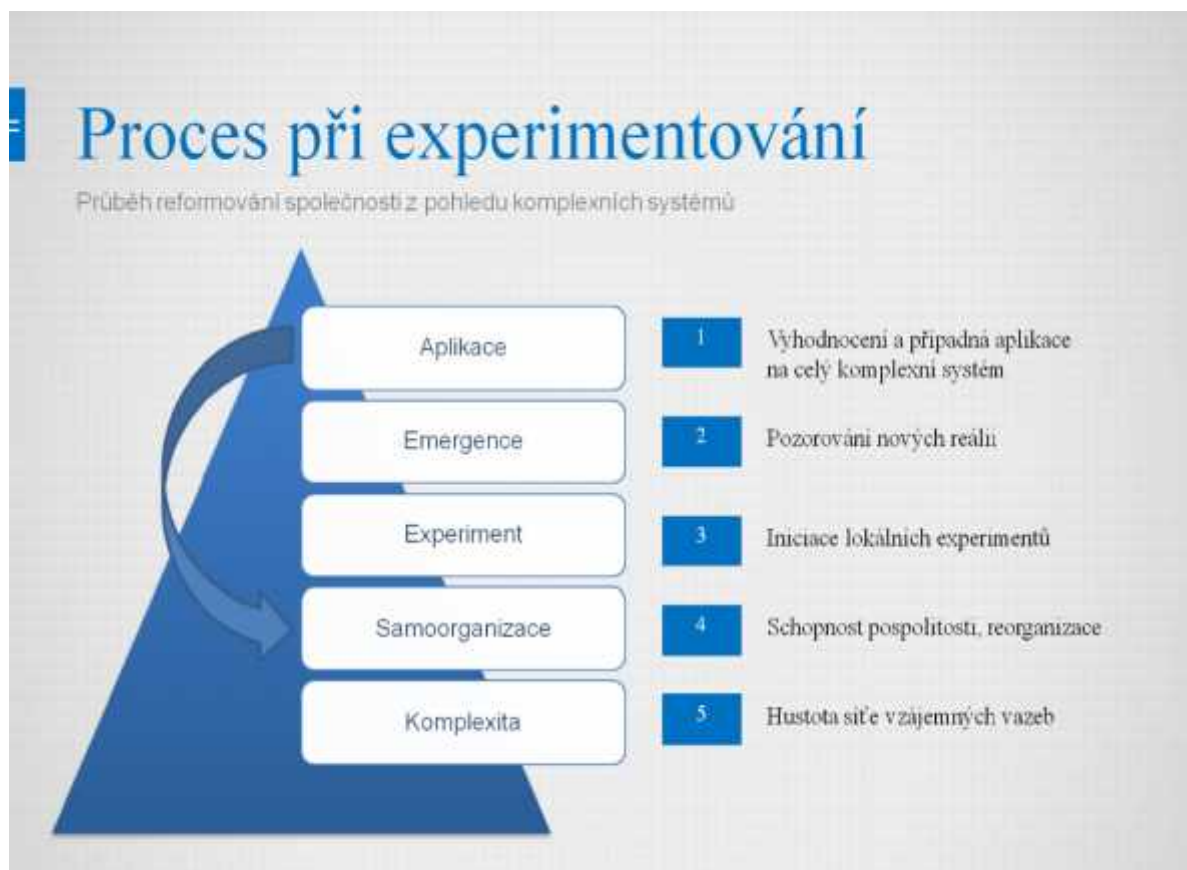 Proces při experimentování
Průběh reformování společnosti z pohledu komplexních systémů
Aplikace
1
Vyhodnocení a případná aplikace
na celý komplexní systém
Emergence
2
Pozorování nových reálií
Experiment
3
Iniciace lokálních experimentů
Samoorganizace
4
Schopnost pospolitosti, reorganizace
Komplexita
5
Hustota sítě vzájemných vazeb